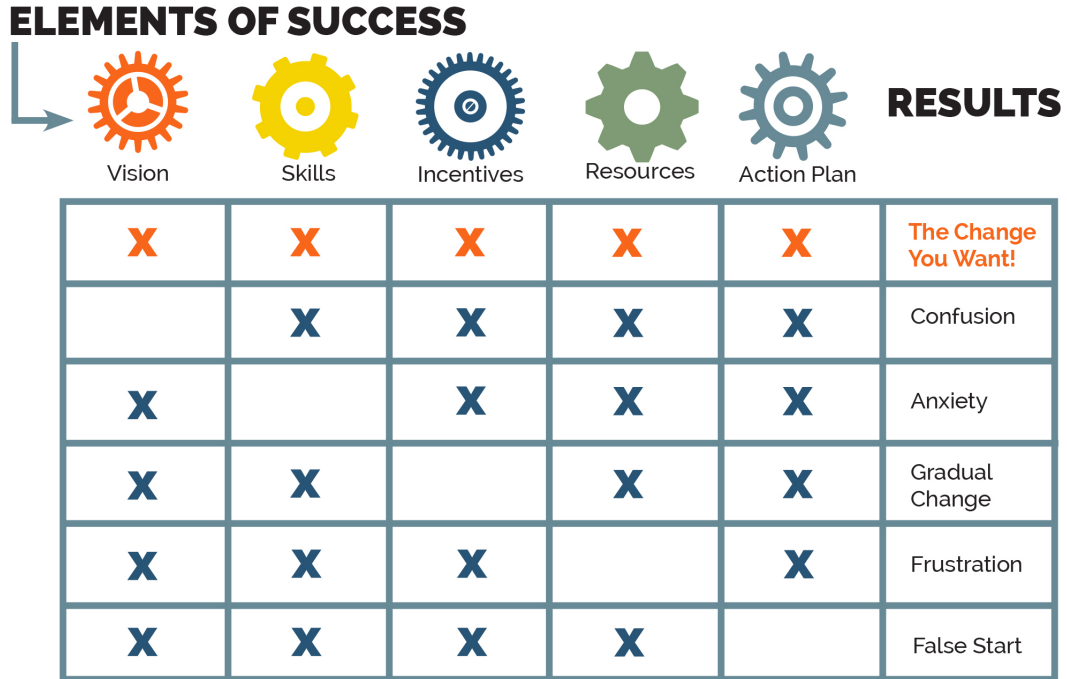 ELEMENTS OF SUCCESS
RESULTS
Vision Skills Incentives Resources Action Plan
X X X X X The Change
You Want!
X X X X Confusion
X X X X Anxiety
X X X X Gradual
Change
X X X X Frustration
X X X X False Start